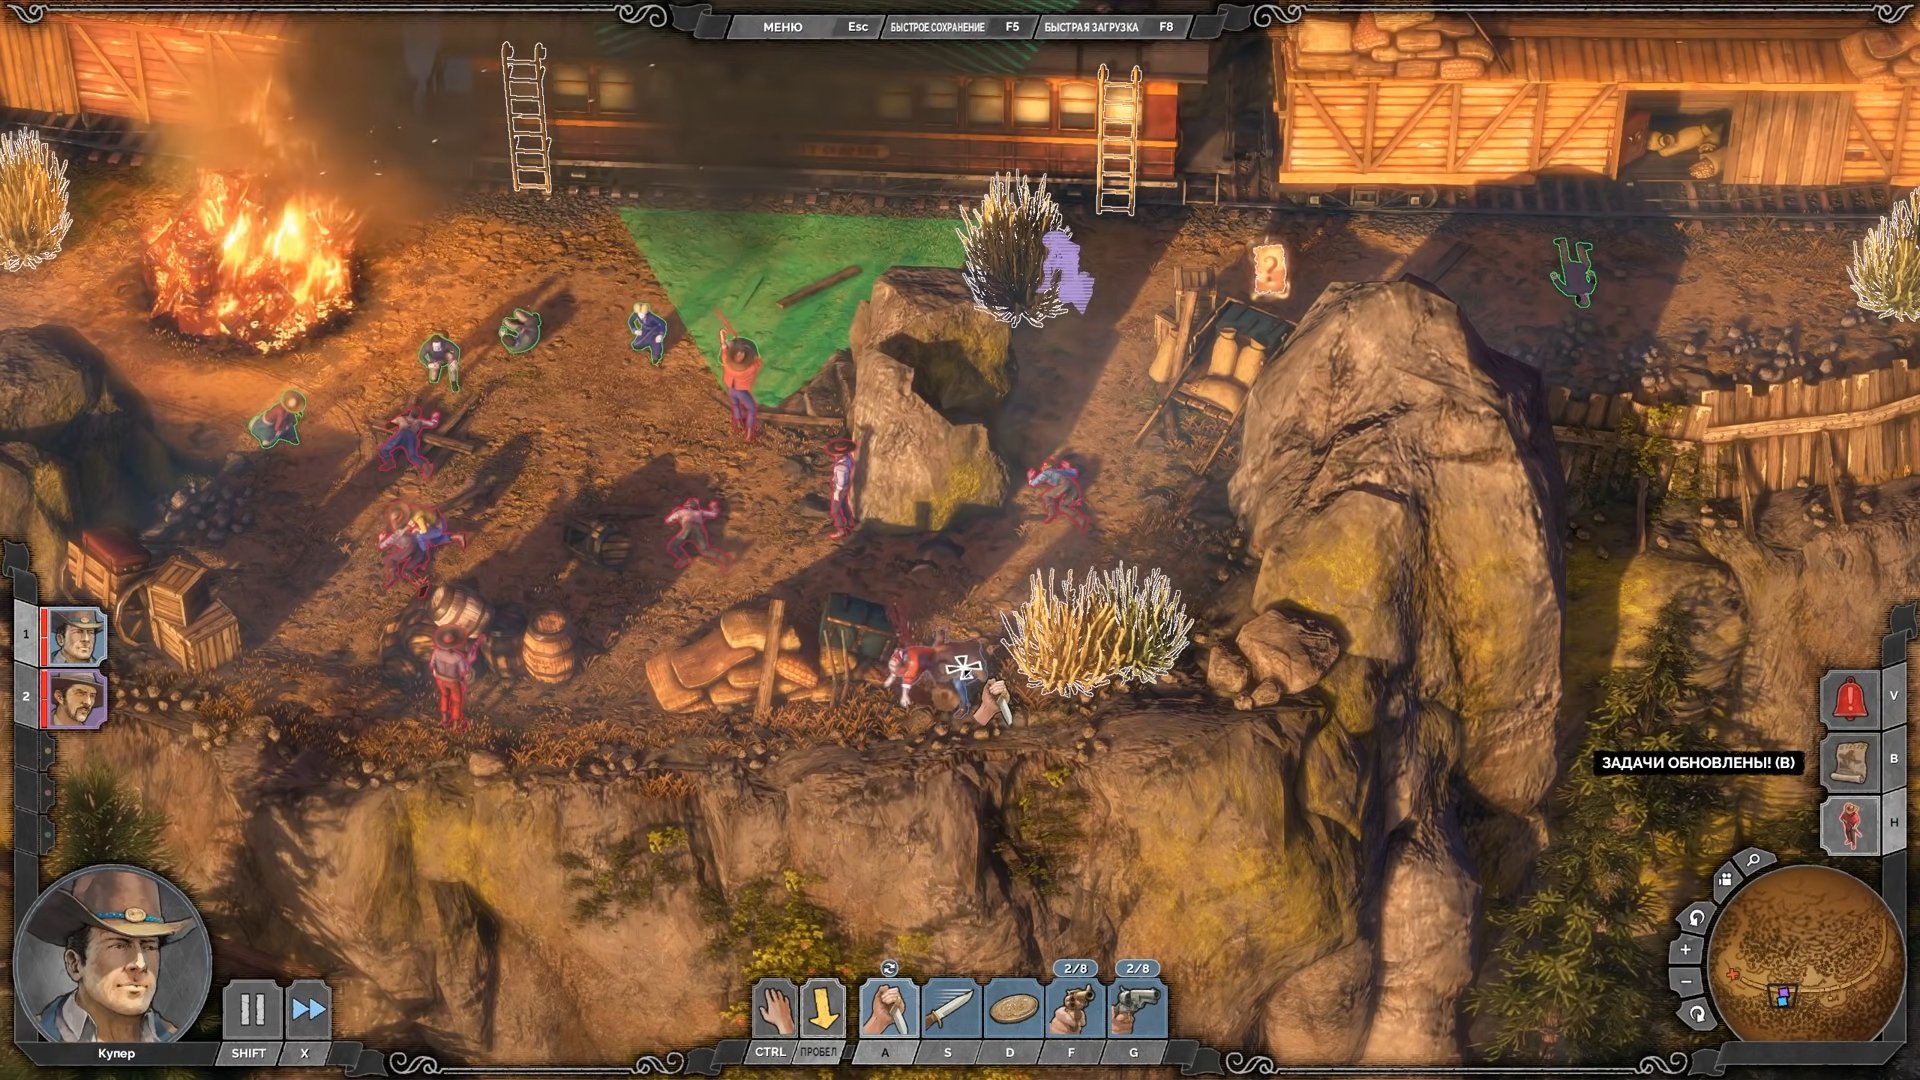 МЕНЮ Esc БЫСТРОЕ СОХРАНЕНИЕ F5 БЫСТРАЯ ЗАГРУЗКА F8
?
1
2
V
ЗАДАЧИ ОБНОВЛЕНЫ! (B)
B
H
2/8 2/8
Купер
SHIFT X
CTRL ПРОБЕЛ A S D F G